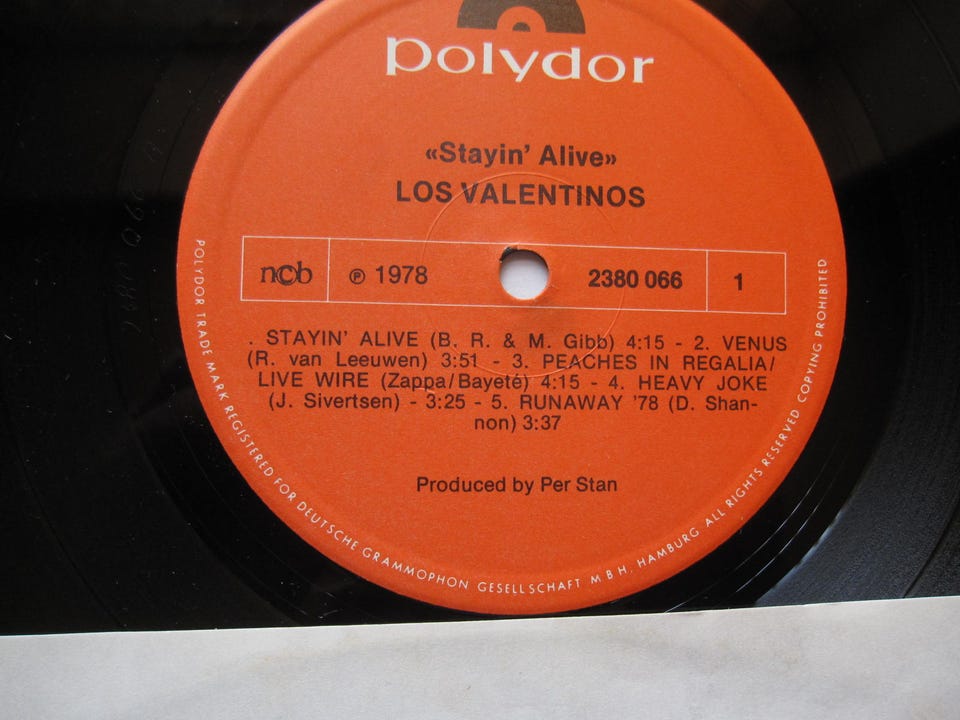 polydor
«Stayin' Alive»
LOS VALENTINOS
ncb ℗ 1978 2380 066 1
. STAYIN' ALIVE (B. R. & M. Gibb) 4:15 - 2. VENUS
(R. van Leeuwen) 3:51 - 3. PEACHES IN REGALIA/
LIVE WIRE (Zappa/Bayeté) 4:15 - 4. HEAVY JOKE
(J. Sivertsen) - 3:25 - 5. RUNAWAY '78 (D. Shan-
non) 3:37
Produced by Per Stan
POLYDOR TRADE MARK REGISTERED FOR DEUTSCHE GRAMMOPHON GESELLSCHAFT M B H. HAMBURG ALL RIGHTS RESERVED COPYING PROHIBITED